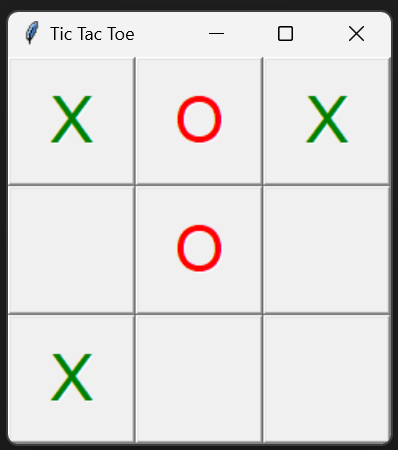 Tic Tac Toe
X O X
O
X